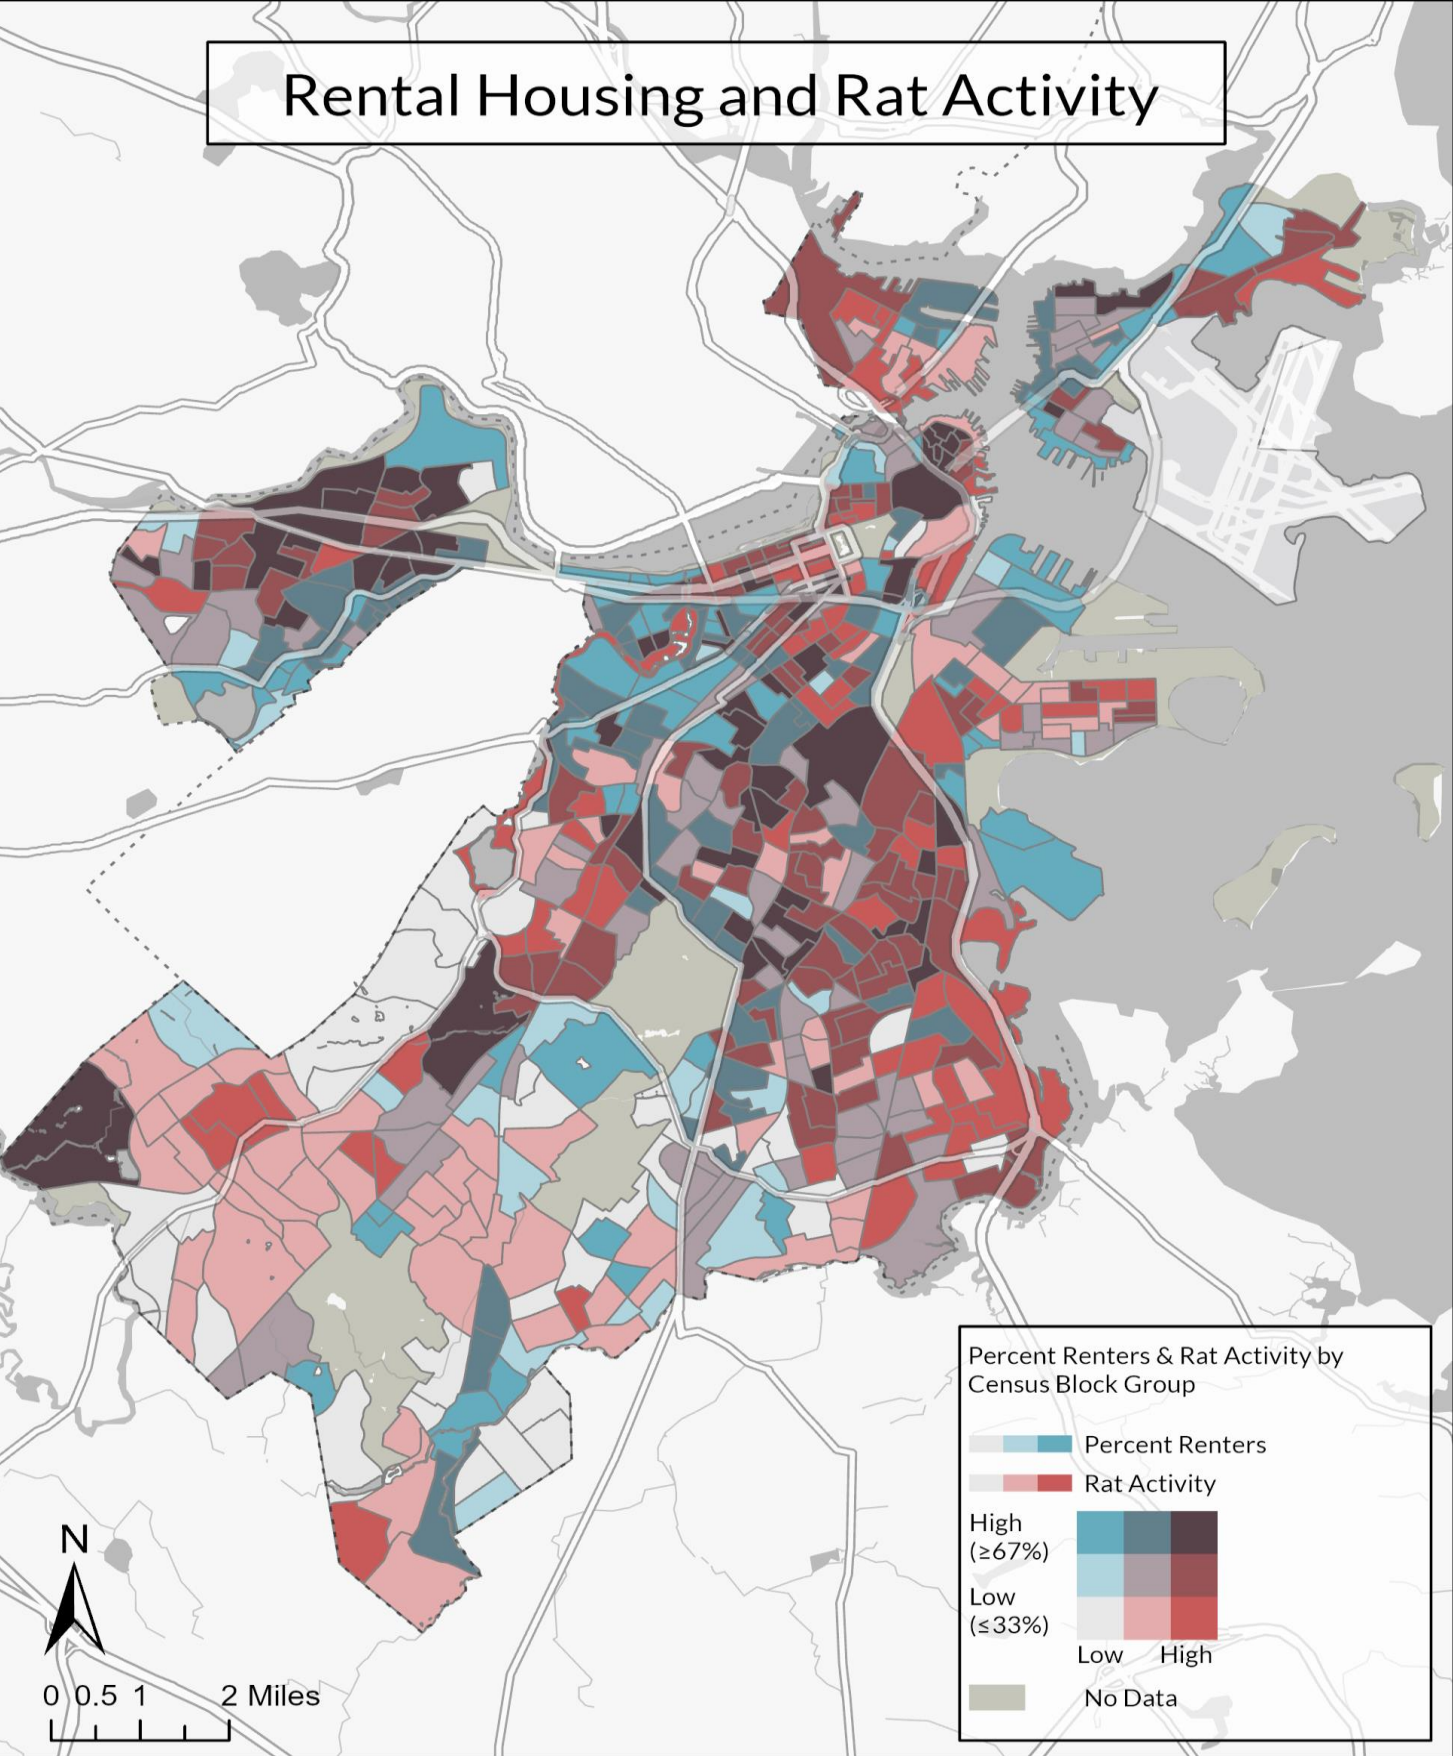 Rental Housing and Rat Activity
Percent Renters & Rat Activity by
Census Block Group
Percent Renters
Rat Activity
High
(≥67%)
Low
(≤33%)
Low High
No Data
N
0 0.5 1 2 Miles